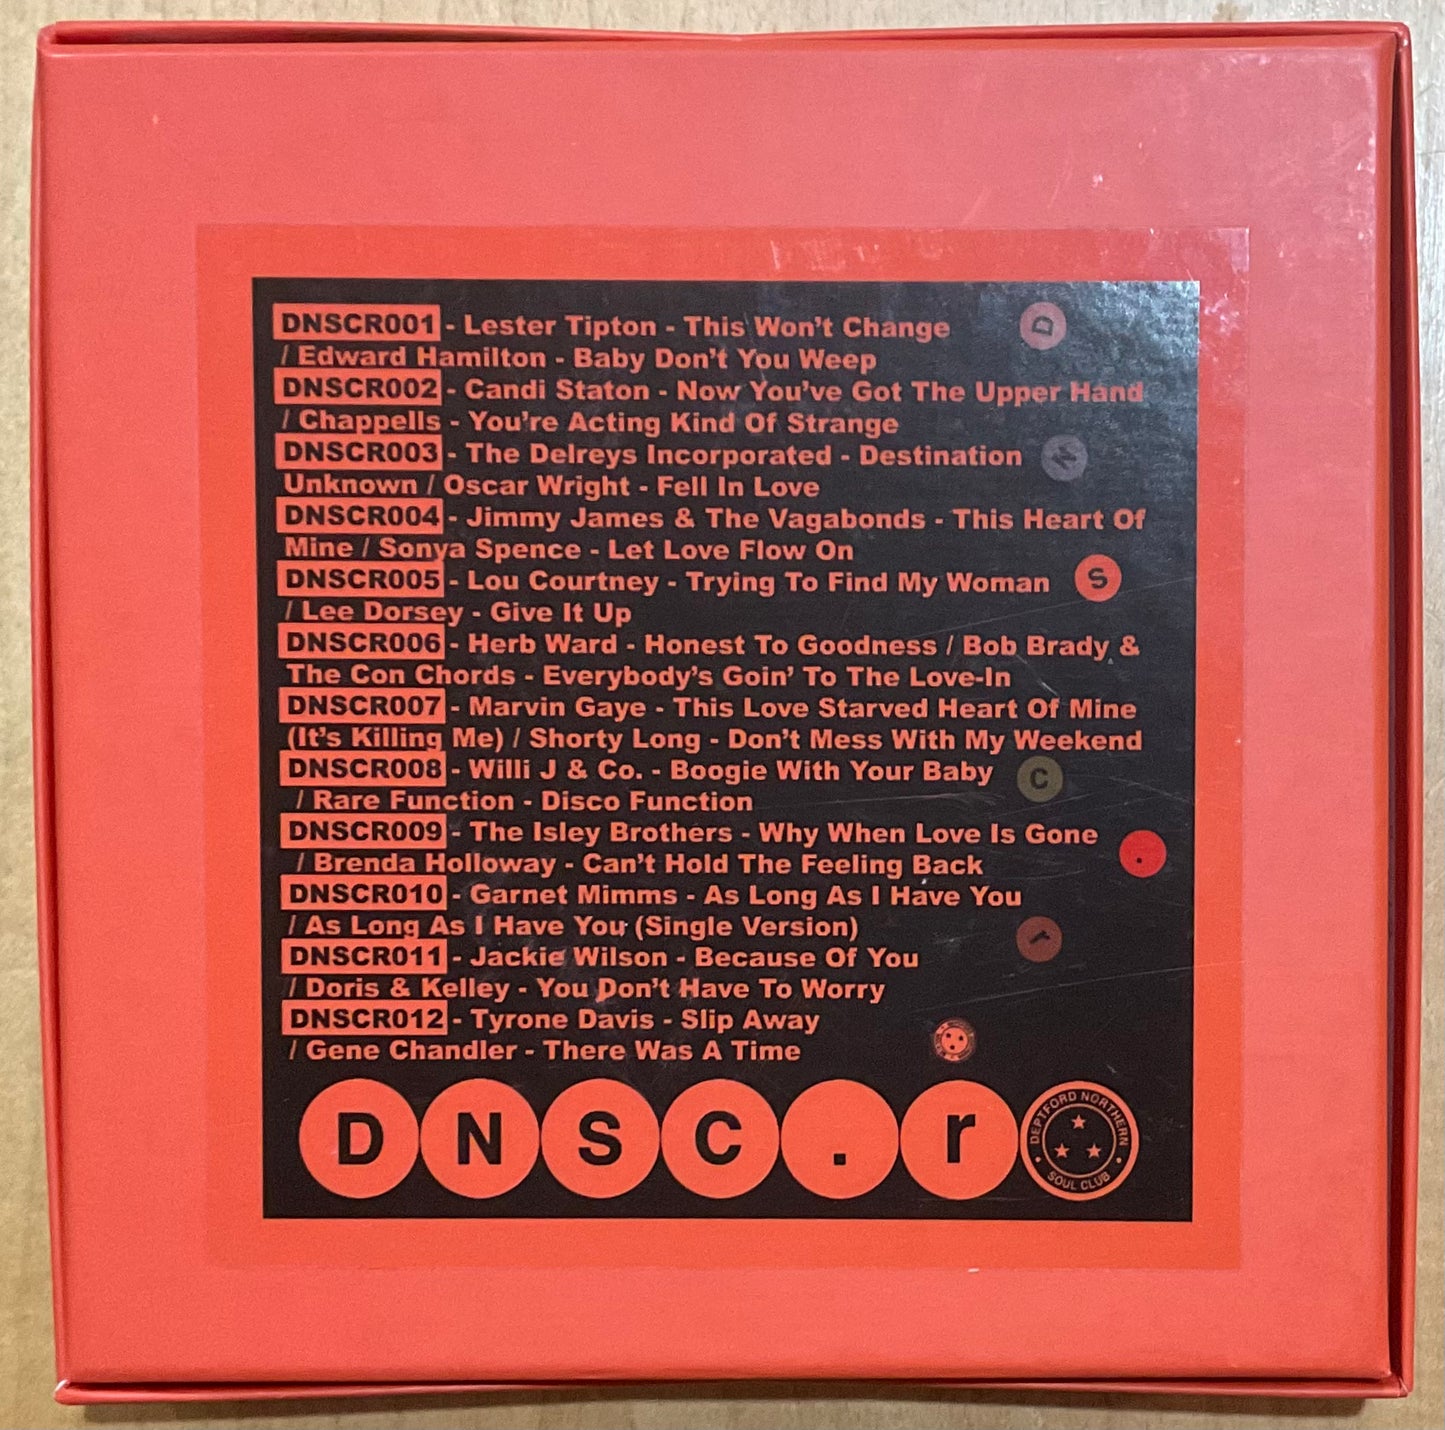 DNSCR001 - Lester Tipton - This Won't Change
/ Edward Hamilton - Baby Don't You Weep
DNSCR002 - Candi Staton - Now You've Got The Upper Hand
/ Chappells - You're Acting Kind Of Strange
DNSCR003 - The Delreys Incorporated - Destination
Unknown / Oscar Wright - Fell In Love
DNSCR004 - Jimmy James & The Vagabonds - This Heart Of
Mine / Sonya Spence - Let Love Flow On
DNSCR005 - Lou Courtney - Trying To Find My Woman
/ Lee Dorsey - Give It Up
DNSCR006 - Herb Ward - Honest To Goodness / Bob Brady &
The Con Chords - Everybody's Goin' To The Love-In
DNSCR007 - Marvin Gaye - This Love Starved Heart Of Mine
(It's Killing Me) / Shorty Long - Don't Mess With My Weekend
DNSCR008 - Willi J & Co. - Boogie With Your Baby
/ Rare Function - Disco Function
DNSCR009 - The Isley Brothers - Why When Love Is Gone
/ Brenda Holloway - Can't Hold The Feeling Back
DNSCR010 - Garnet Mimms - As Long As I Have You
/ As Long As I Have You (Single Version)
DNSCR011 - Jackie Wilson - Because Of You
/ Doris & Kelley - You Don't Have To Worry
DNSCR012 - Tyrone Davis - Slip Away
/ Gene Chandler - There Was A Time
D
N
S
C
.
r
DNSC.r
DEPTFORD NORTHERN
SOUL CLUB